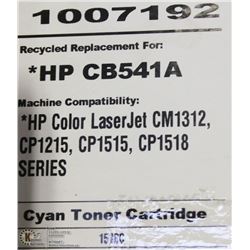 1007192
Recycled Replacement For:
*HP CB541A
Machine Compatibility:
*HP Color LaserJet CM1312,
CP1215, CP1515, CP1518
SERIES
Cyan Toner Cartridge